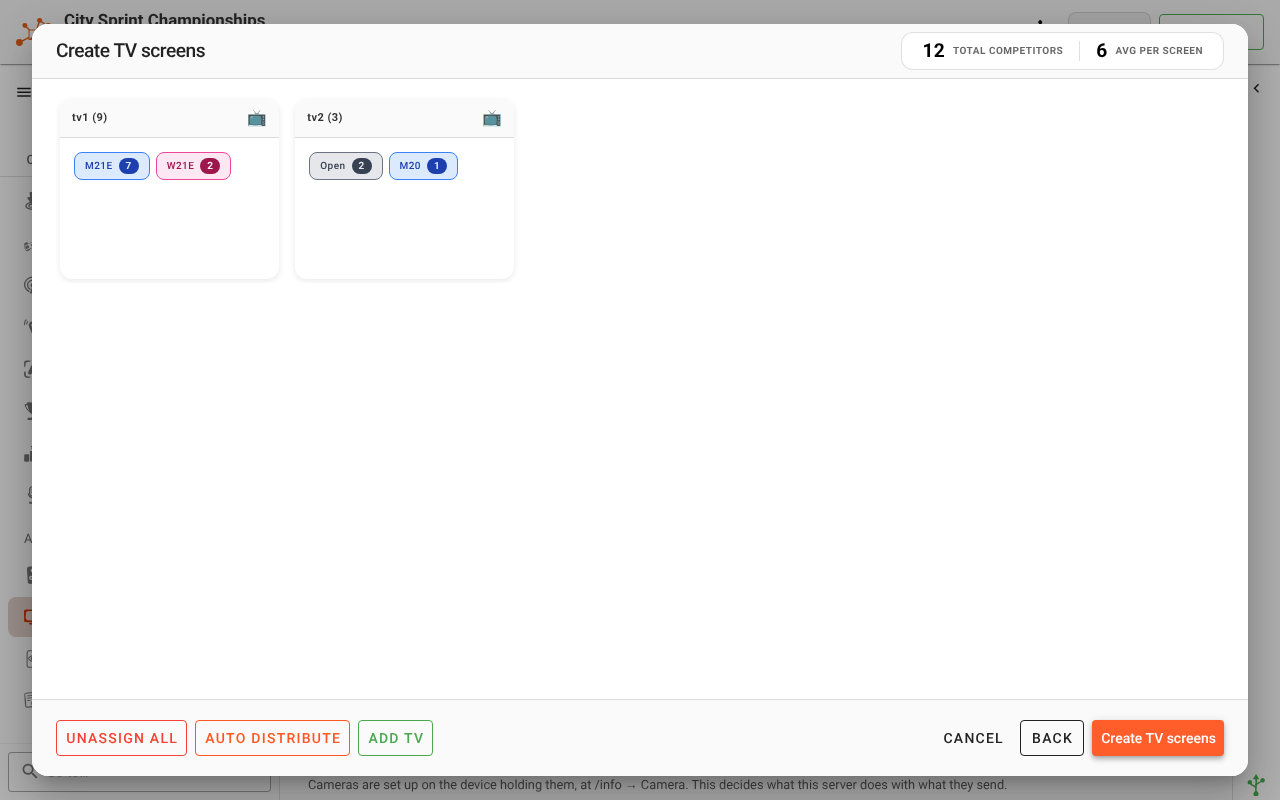 City Sprint Championships
Create TV screens
12 TOTAL COMPETITORS 6 AVG PER SCREEN
tv1 (9)
tv2 (3)
M21E 7 W21E 2
Open 2 M20 1
UNASSIGN ALL AUTO DISTRIBUTE ADD TV
CANCEL BACK Create TV screens
Cameras are set up on the device holding them, at /info → Camera. This decides what this server does with what they send.